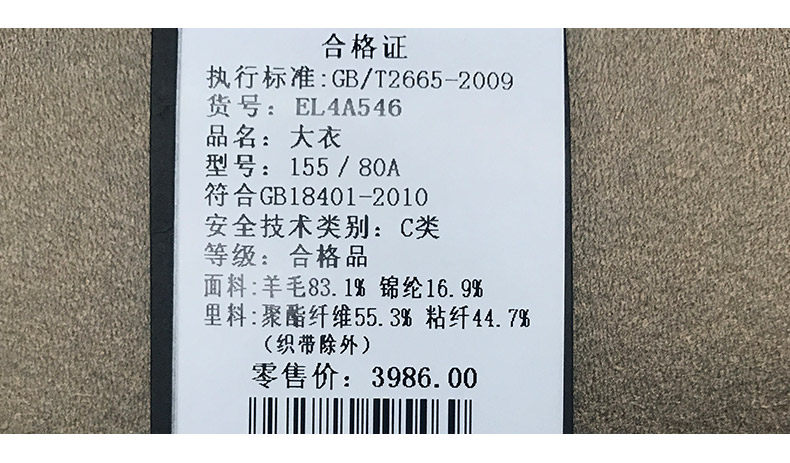 合格证
执行标准:GB/T2665-2009
货号: EL4A546
品名: 大衣
型号: 155/80A
符合GB18401-2010
安全技术类别: C类
等级: 合格品
面料:羊毛83.1% 锦纶16.9%
里料:聚酯纤维55.3% 粘纤44.7%
(织带除外)
零售价: 3986.00